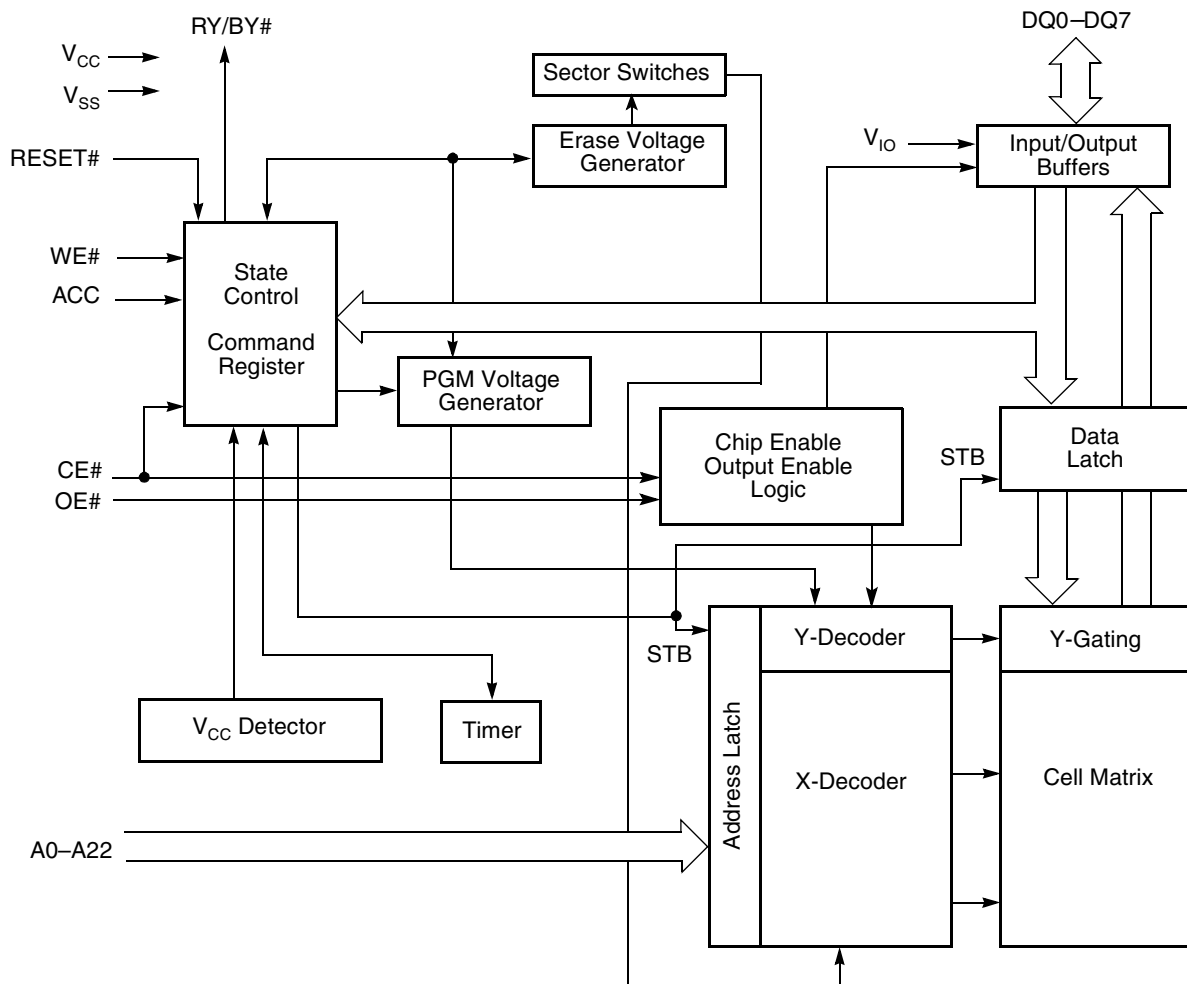 RY/BY#
DQ0–DQ7
VCC
VSS
Sector Switches
Erase Voltage
Generator
VIO
Input/Output
Buffers
RESET#
WE#
ACC
State
Control
Command
Register
PGM Voltage
Generator
Chip Enable
Output Enable
Logic
STB
Data
Latch
CE#
OE#
STB
Y-Decoder
Y-Gating
VCC Detector
Timer
Address Latch
X-Decoder
Cell Matrix
A0–A22